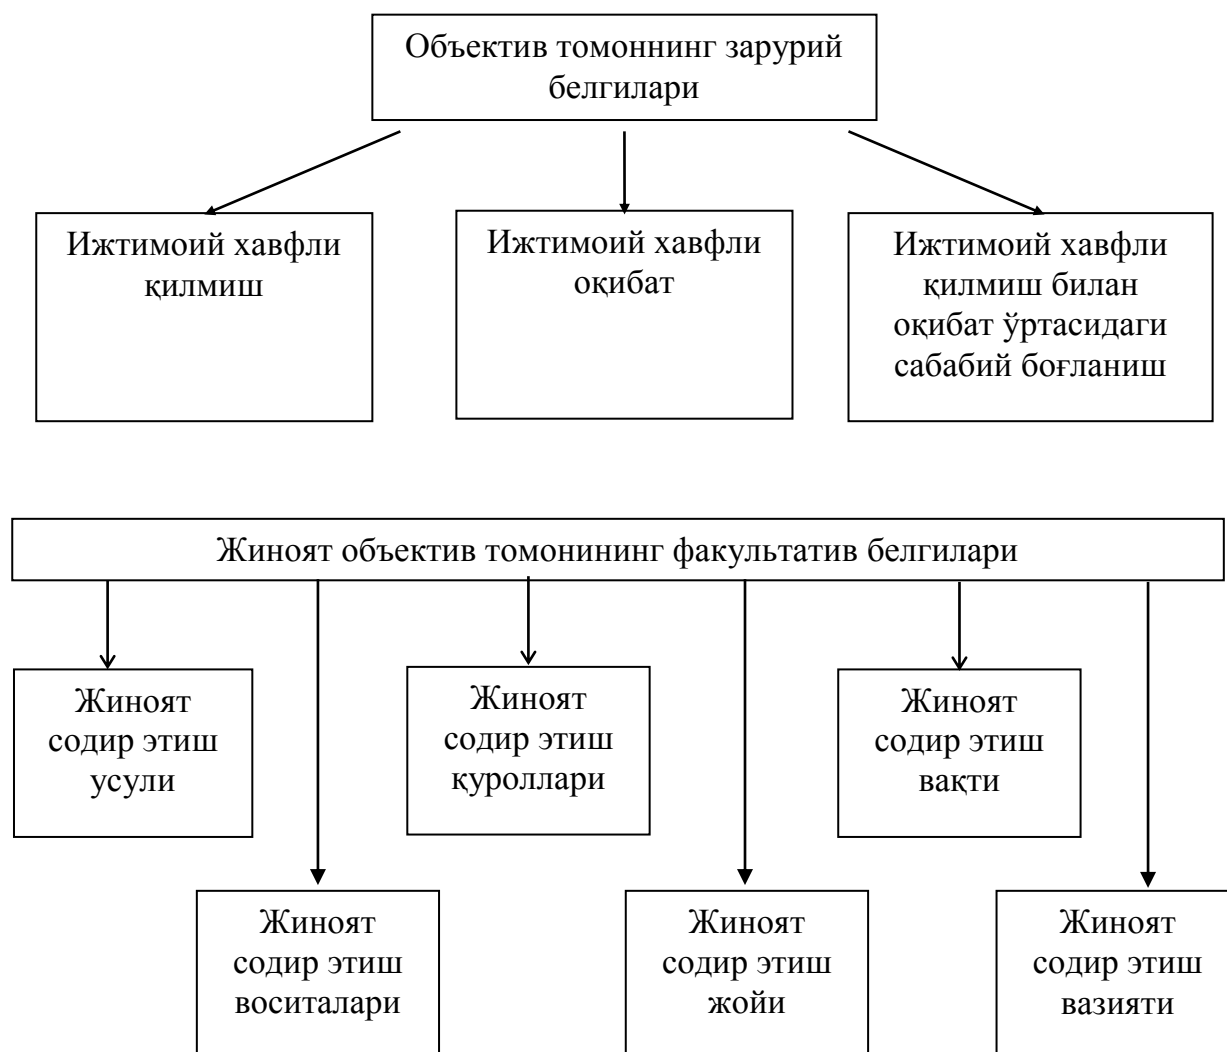 Объектив томоннинг зарурий
белгилари
Ижтимоий хавфли
қилмиш
Ижтимоий хавфли
оқибат
Ижтимоий хавфли
қилмиш билан
оқибат ўртасидаги
сабабий боғланиш
Жиноят объектив томонининг факультатив белгилари
Жиноят
содир этиш
усули
Жиноят
содир этиш
қуроллари
Жиноят
содир этиш
вақти
Жиноят
содир этиш
воситалари
Жиноят
содир этиш
жойи
Жиноят
содир этиш
вазияти